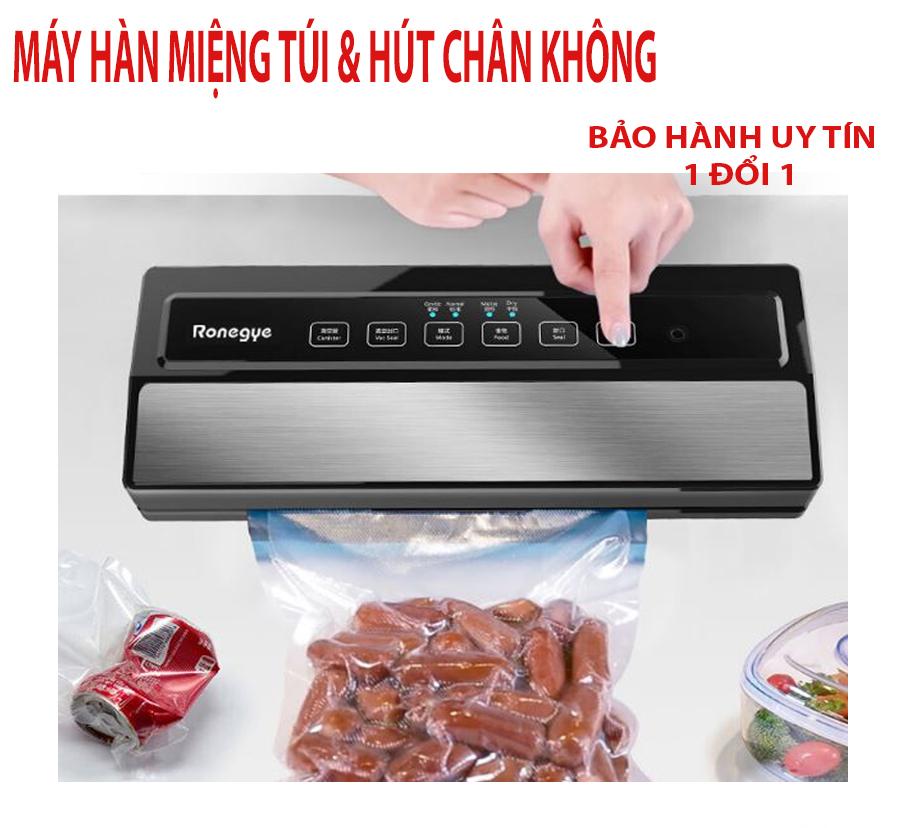 MÁY HÀN MIỆNG TÚI & HÚT CHÂN KHÔNG
BẢO HÀNH UY TÍN
1 ĐỔI 1
Gentle Normal Moist Dry
Ronegye
Canister Vac Seal Mode Food Seal